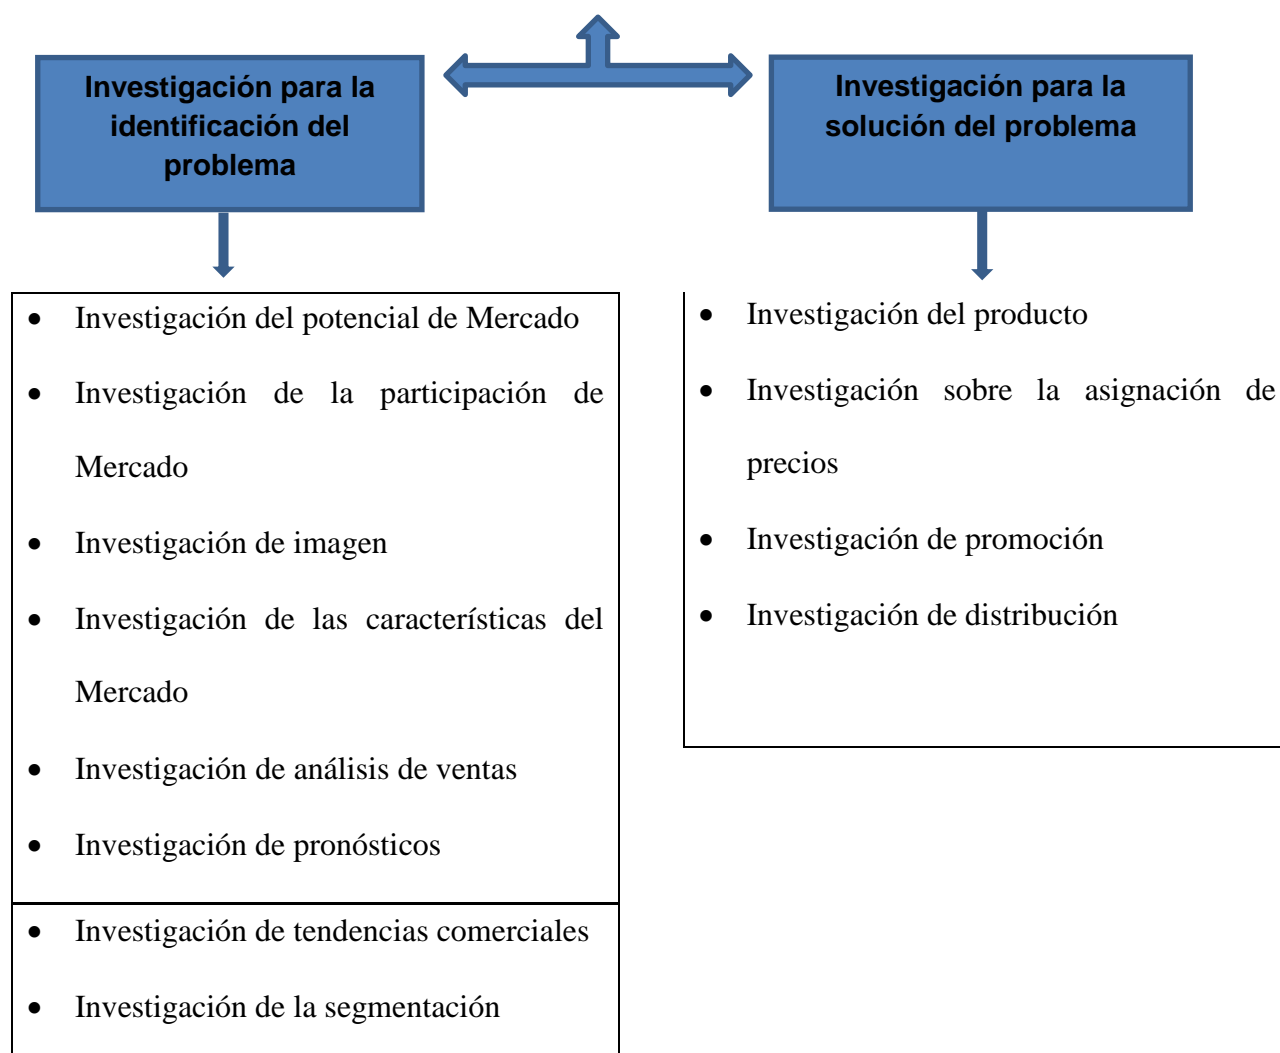 Investigación para la
identificación del
problema
Investigación para la
solución del problema
• Investigación del potencial de Mercado
• Investigación de la participación de
Mercado
• Investigación de imagen
• Investigación de las características del
Mercado
• Investigación de análisis de ventas
• Investigación de pronósticos
• Investigación de tendencias comerciales
• Investigación de la segmentación
• Investigación del producto
• Investigación sobre la asignación de
precios
• Investigación de promoción
• Investigación de distribución